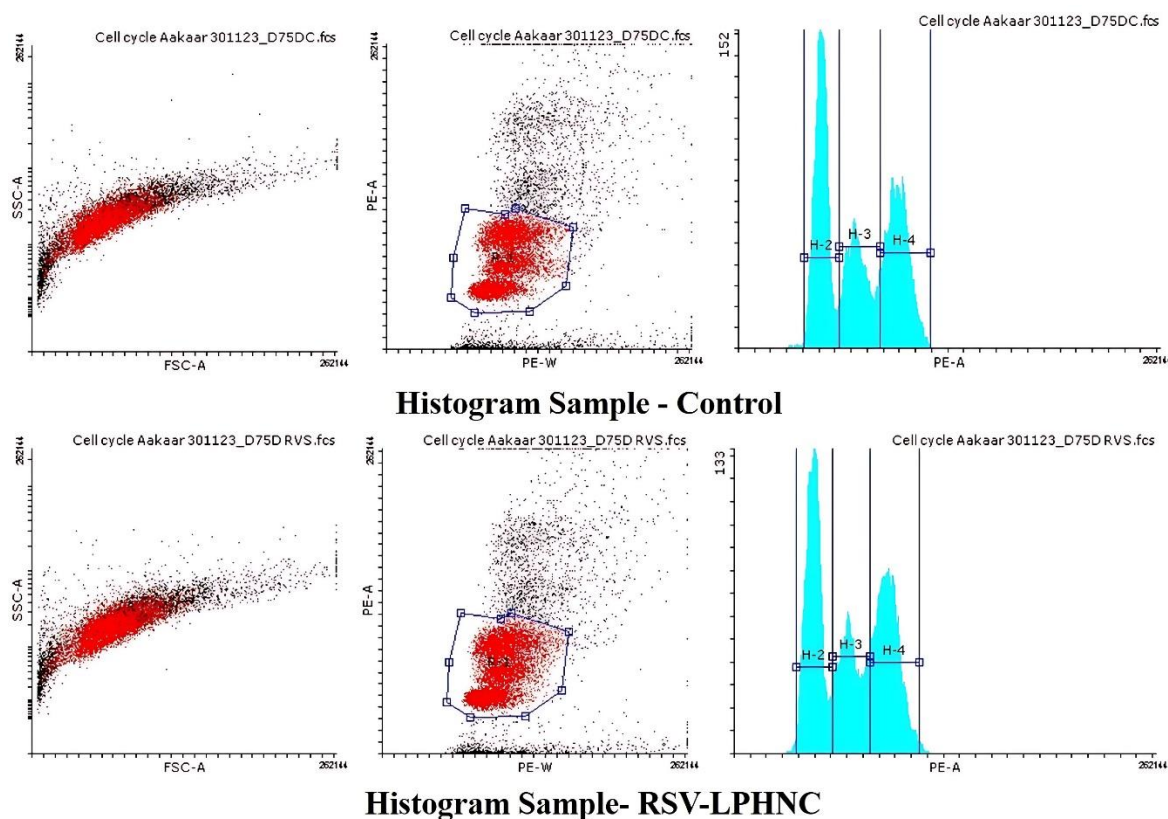 Cell cycle Aakaar 301123_D75DC.fcs
262144
SSC-A
FSC-A
262144
Cell cycle Aakaar 301123_D75DC.fcs
262144
PE-A
PE-W
262144
Cell cycle Aakaar 301123_D75DC.fcs
152
H-2
H-3
H-4
PE-A
262144
Histogram Sample - Control
Cell cycle Aakaar 301123_D75D RVS.fcs
262144
SSC-A
FSC-A
262144
Cell cycle Aakaar 301123_D75D RVS.fcs
262144
PE-A
PE-W
262144
Cell cycle Aakaar 301123_D75D RVS.fcs
133
H-2
H-3
H-4
PE-A
262144
Histogram Sample- RSV-LPHNC